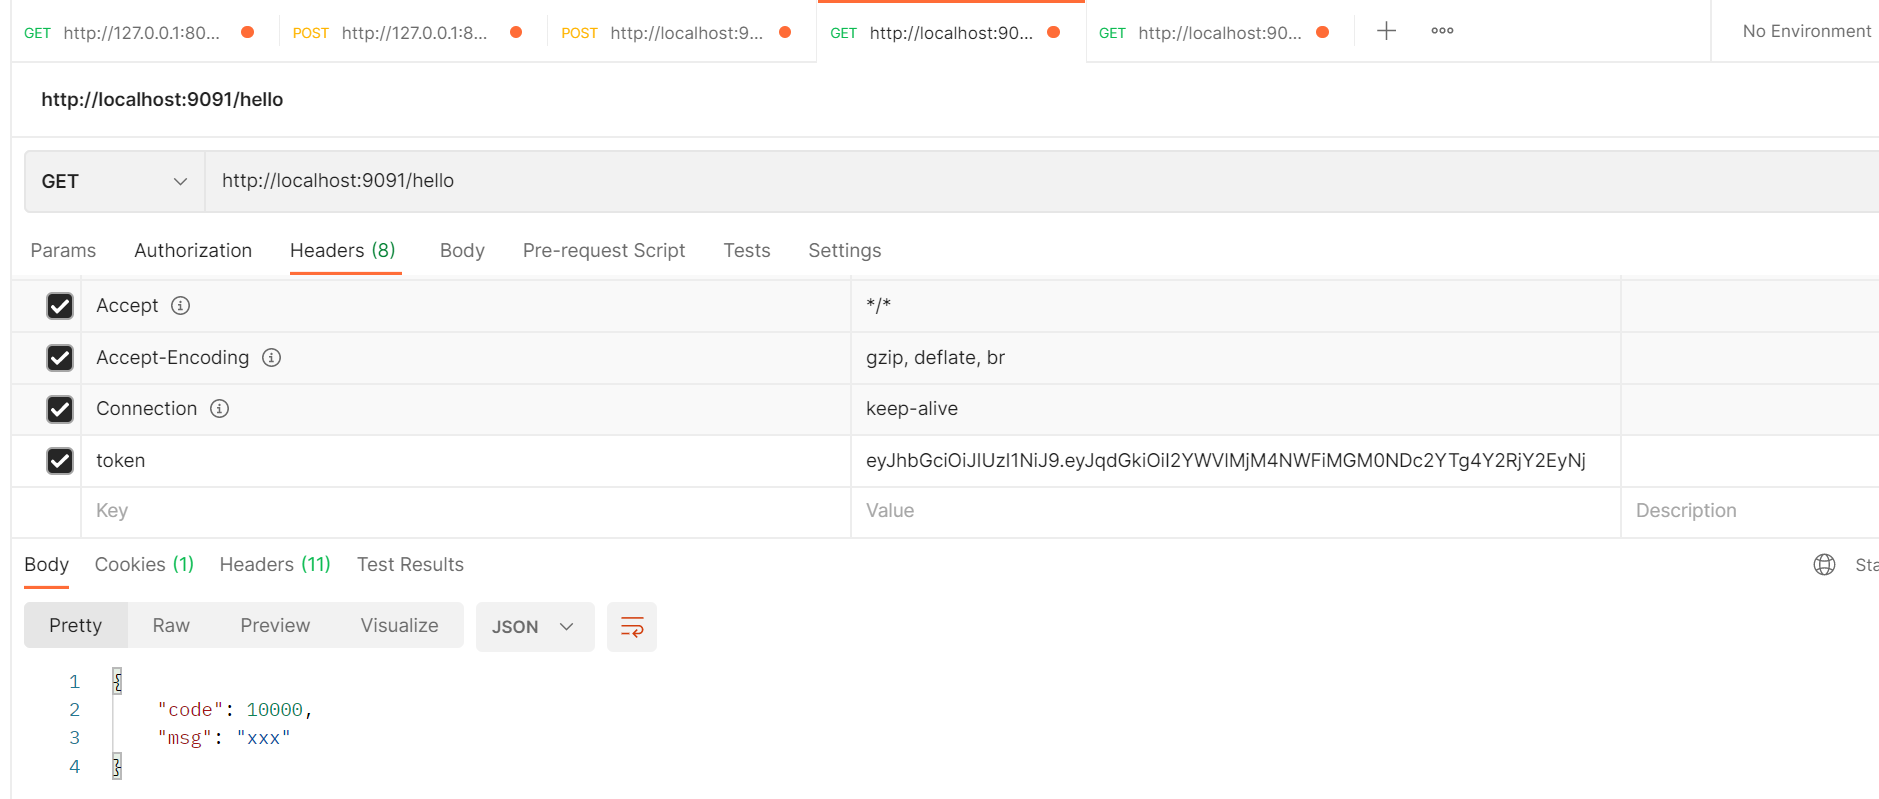 GET http://127.0.0.1:80... POST http://127.0.0.1:8... POST http://localhost:9... GET http://localhost:90... GET http://localhost:90... No Environment
http://localhost:9091/hello
GET http://localhost:9091/hello
Params Authorization Headers (8) Body Pre-request Script Tests Settings
Accept */*
Accept-Encoding gzip, deflate, br
Connection keep-alive
token eyJhbGciOiJIUzI1NiJ9.eyJqdGkiOiI2YWVlMjM4NWFiMGM0NDc2YTg4Y2RjY2EyNj
Key Value Description
Body Cookies (1) Headers (11) Test Results Sta
Pretty Raw Preview Visualize JSON
1 {
2 "code": 10000,
3 "msg": "xxx"
4 }